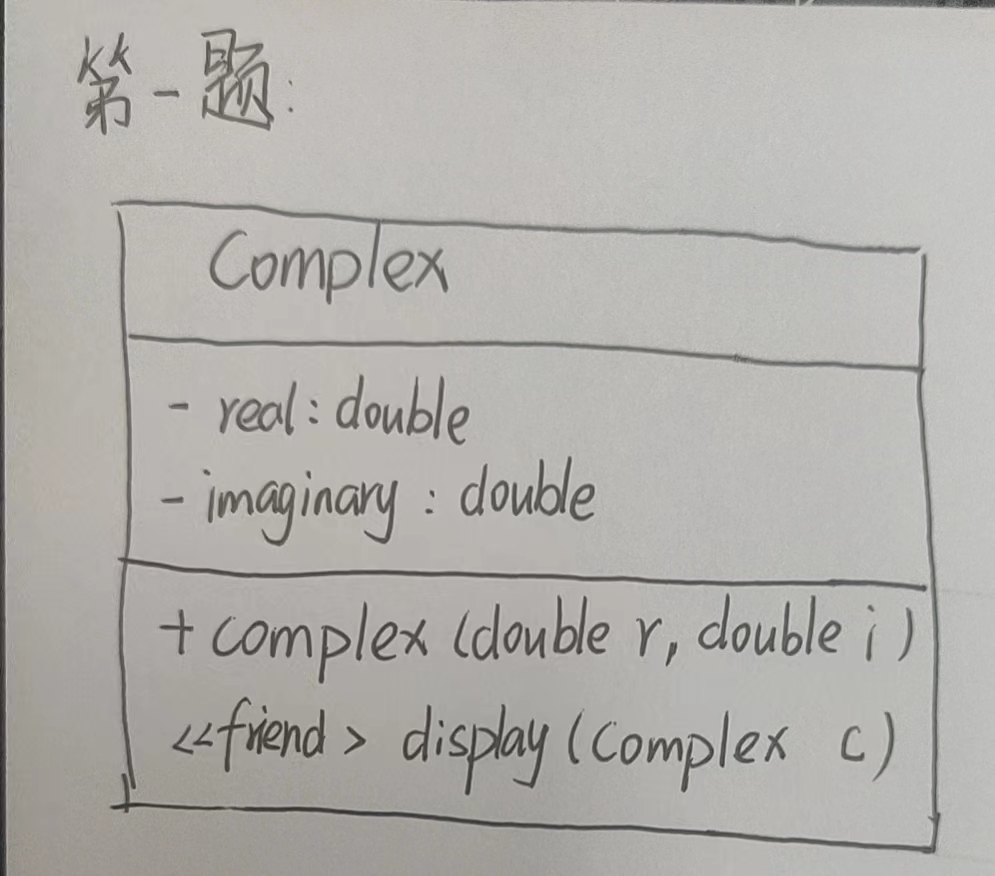 第一题:
Complex
- real: double
- imaginary: double
+ complex (double r, double i)
<<friend> display (Complex c)